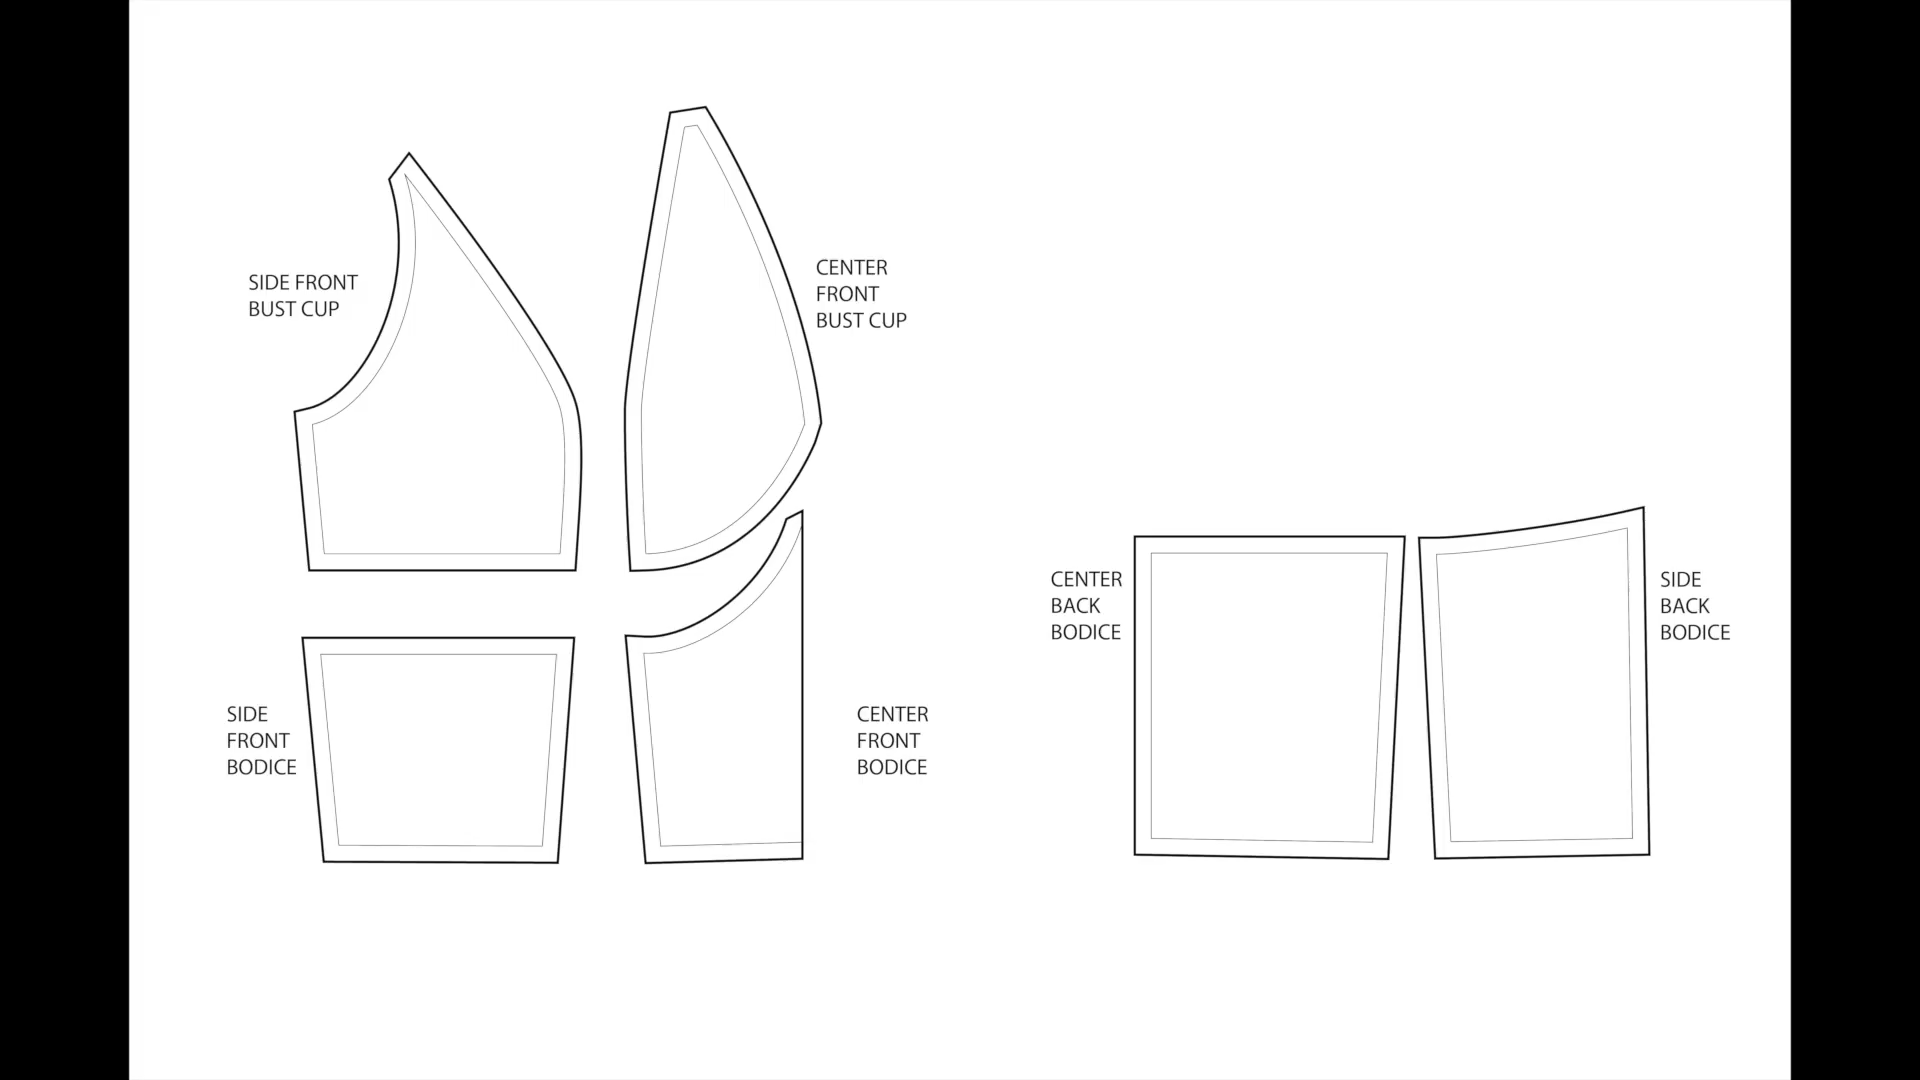 SIDE FRONT
BUST CUP
CENTER
FRONT
BUST CUP
SIDE
FRONT
BODICE
CENTER
FRONT
BODICE
CENTER
BACK
BODICE
SIDE
BACK
BODICE